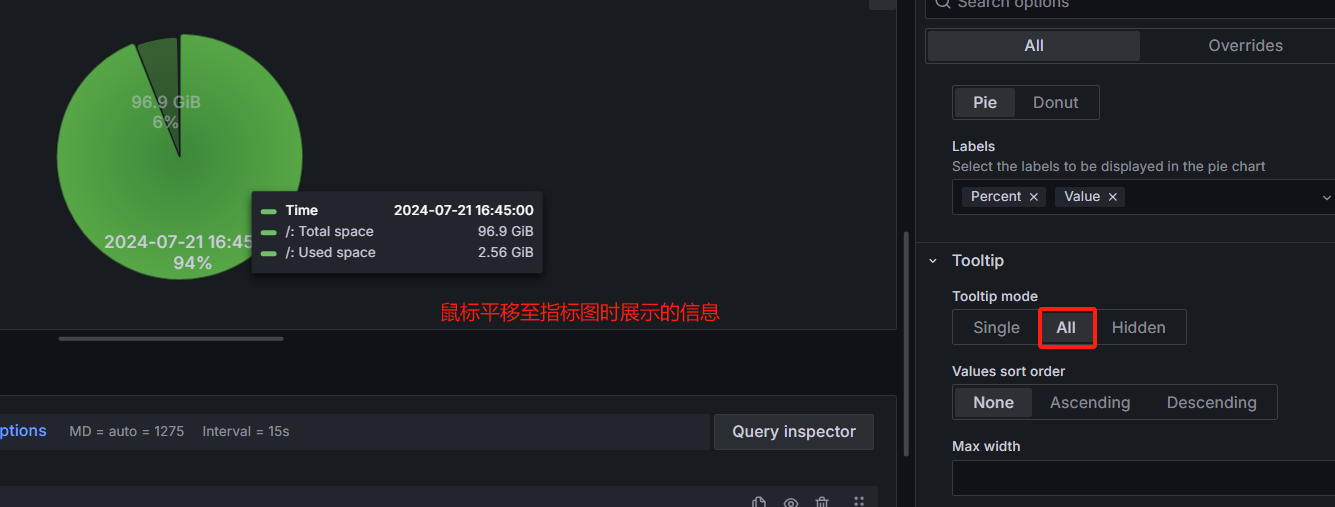 Search options
All
Overrides
Pie
Donut
Labels
Select the labels to be displayed in the pie chart
Percent
Value
Tooltip
Tooltip mode
Single
All
Hidden
Values sort order
None
Ascending
Descending
Max width
96.9 GiB
6%
2024-07-21 16:45
94%
Time 2024-07-21 16:45:00
/: Total space 96.9 GiB
/: Used space 2.56 GiB
鼠标平移至指标图时展示的信息
ptions MD = auto = 1275 Interval = 15s
Query inspector